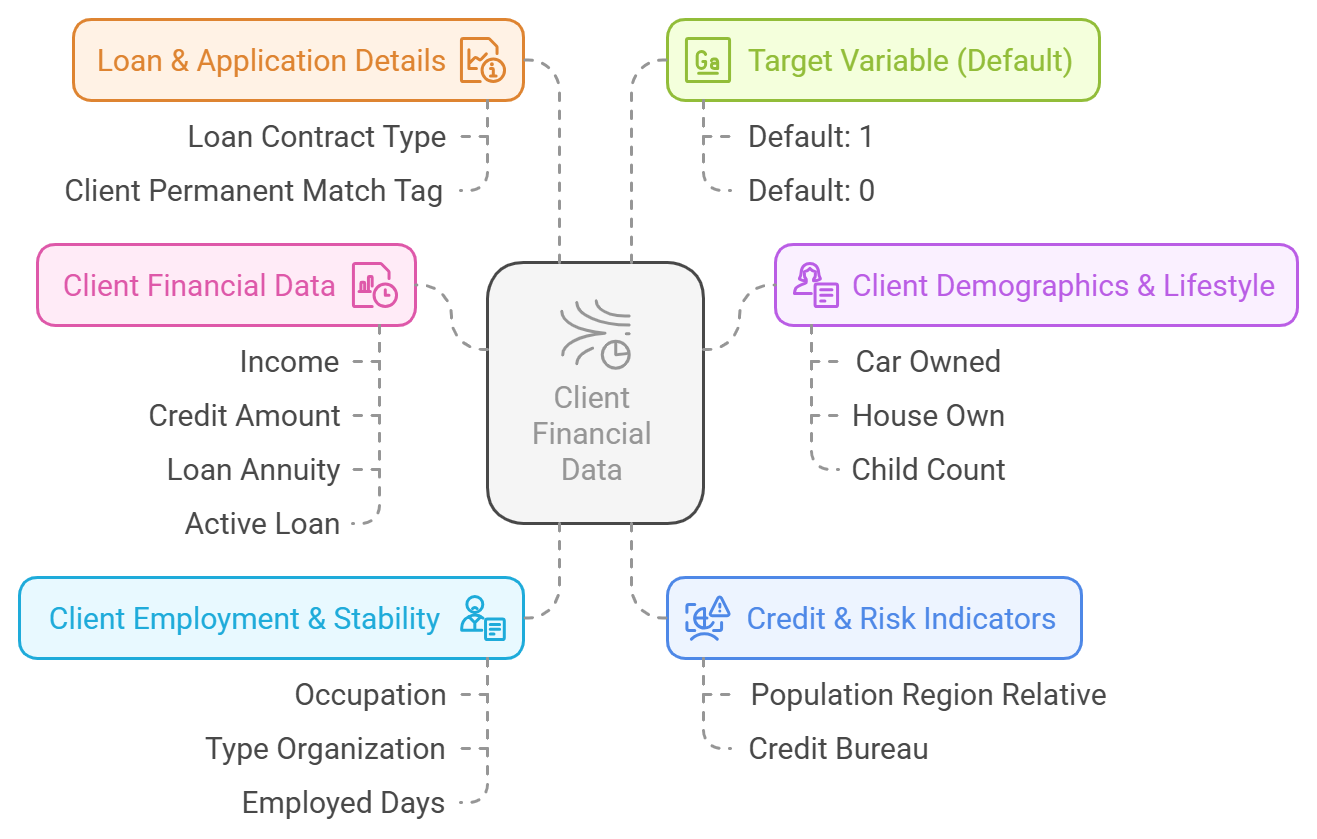 Loan & Application Details
Loan Contract Type
Client Permanent Match Tag
Ga
Target Variable (Default)
Default: 1
Default: 0
Client Financial Data
Income
Credit Amount
Loan Annuity
Active Loan
Client
Financial
Data
Client Demographics & Lifestyle
Car Owned
House Own
Child Count
Client Employment & Stability
Occupation
Type Organization
Employed Days
Credit & Risk Indicators
Population Region Relative
Credit Bureau